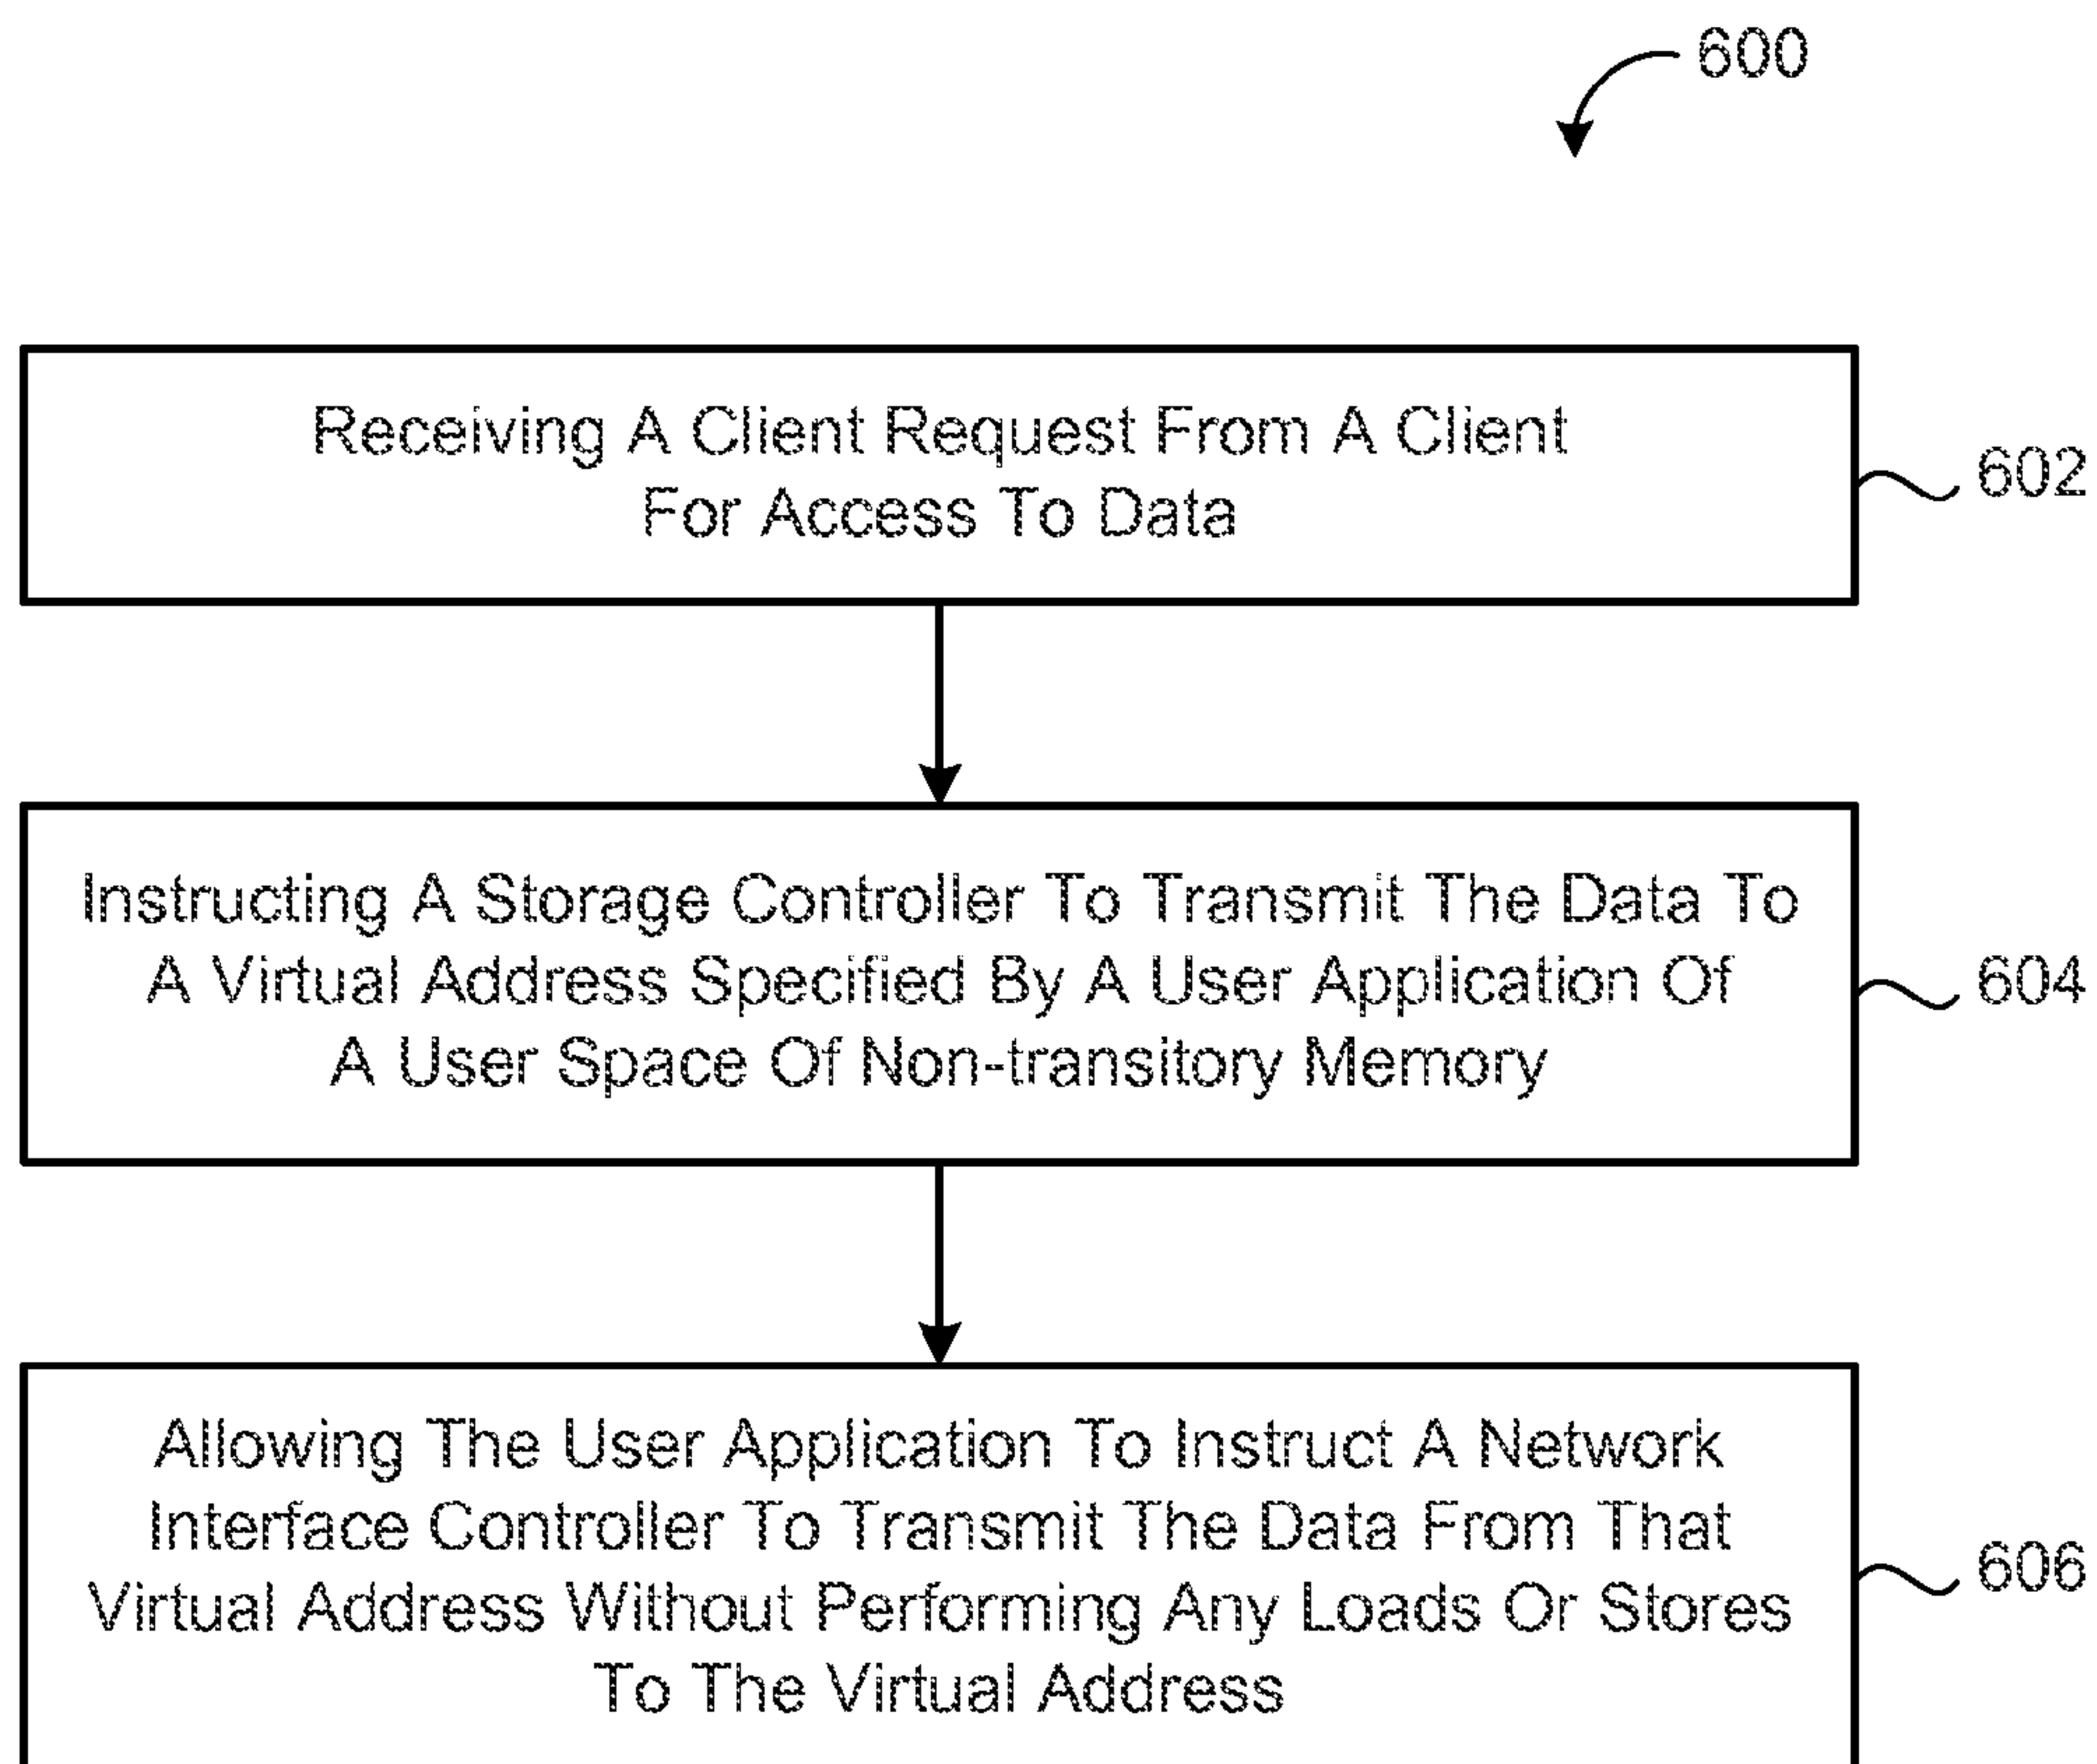 600
Receiving A Client Request From A Client
For Access To Data
602
Instructing A Storage Controller To Transmit The Data To
A Virtual Address Specified By A User Application Of
A User Space Of Non-transitory Memory
604
Allowing The User Application To Instruct A Network
Interface Controller To Transmit The Data From That
Virtual Address Without Performing Any Loads Or Stores
To The Virtual Address
606